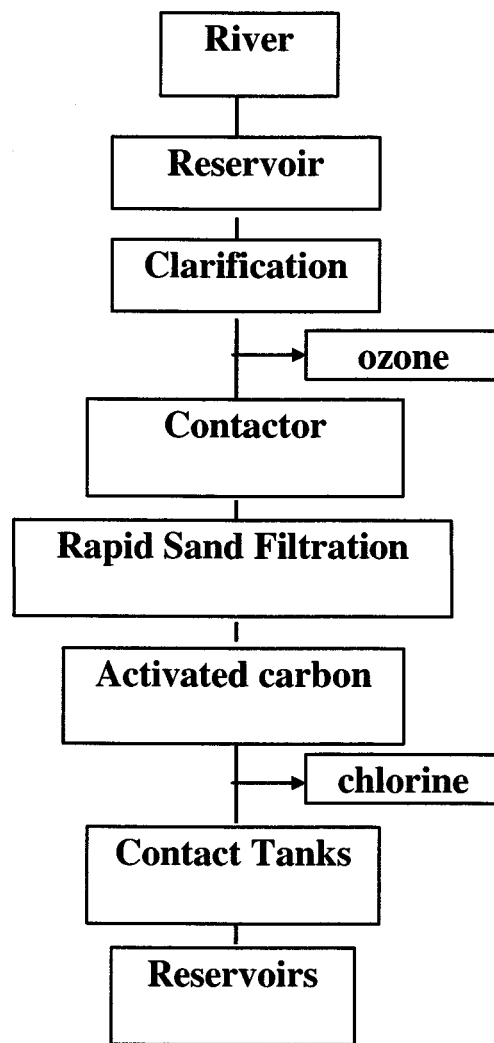 River
Reservoir
Clarification
ozone
Contactor
Rapid Sand Filtration
Activated carbon
chlorine
Contact Tanks
Reservoirs